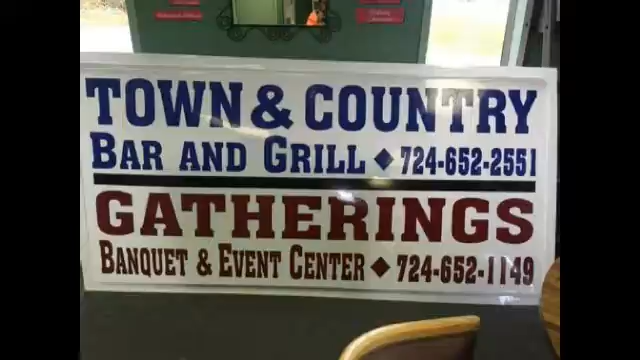 TOWN & COUNTRY
BAR AND GRILL ◆ 724-652-2551
GATHERINGS
BANQUET & EVENT CENTER ◆ 724-652-1149